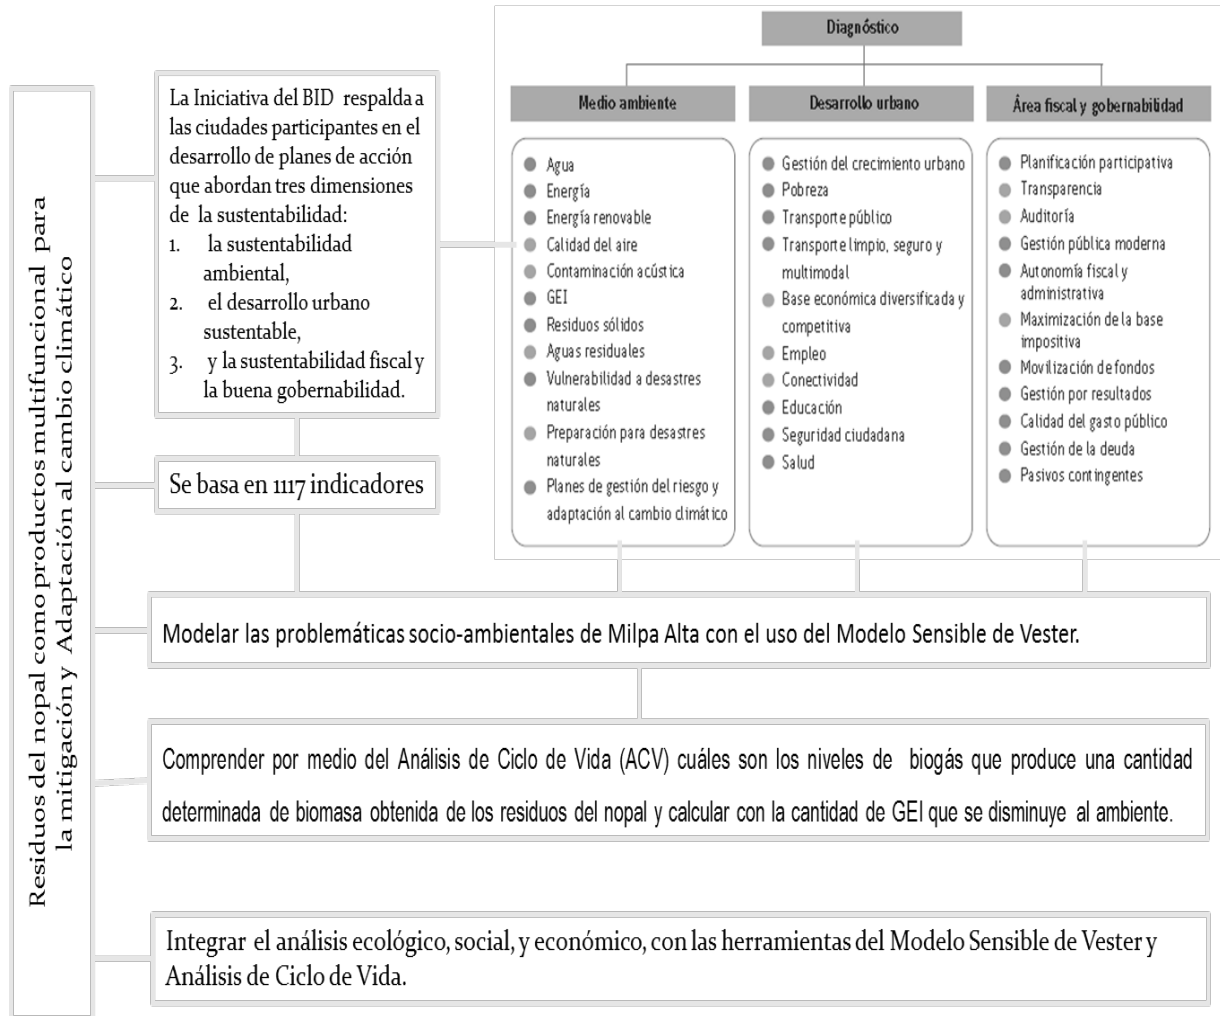 Residuos del nopal como productos multifuncional para
la mitigación y Adaptación al cambio climático
La Iniciativa del BID respalda a
las ciudades participantes en el
desarrollo de planes de acción
que abordan tres dimensiones
de la sustentabilidad:
1. la sustentabilidad
ambiental,
2. el desarrollo urbano
sustentable,
3. y la sustentabilidad fiscal y
la buena gobernabilidad.
Se basa en 1117 indicadores
Diagnóstico
Medio ambiente
Agua
Energía
Energía renovable
Calidad del aire
Contaminación acústica
GEI
Residuos sólidos
Aguas residuales
Vulnerabilidad a desastres
naturales
Preparación para desastres
naturales
Planes de gestión del riesgo y
adaptación al cambio climático
Desarrollo urbano
Gestión del crecimiento urbano
Pobreza
Transporte público
Transporte limpio, seguro y
multimodal
Base económica diversificada y
competitiva
Empleo
Conectividad
Educación
Seguridad ciudadana
Salud
Área fiscal y gobernabilidad
Planificación participativa
Transparencia
Auditoría
Gestión pública moderna
Autonomía fiscal y
administrativa
Maximización de la base
impositiva
Movilización de fondos
Gestión por resultados
Calidad del gasto público
Gestión de la deuda
Pasivos contingentes
Modelar las problemáticas socio-ambientales de Milpa Alta con el uso del Modelo Sensible de Vester.
Comprender por medio del Análisis de Ciclo de Vida (ACV) cuáles son los niveles de biogás que produce una cantidad
determinada de biomasa obtenida de los residuos del nopal y calcular con la cantidad de GEI que se disminuye al ambiente.
Integrar el análisis ecológico, social, y económico, con las herramientas del Modelo Sensible de Vester y
Análisis de Ciclo de Vida.